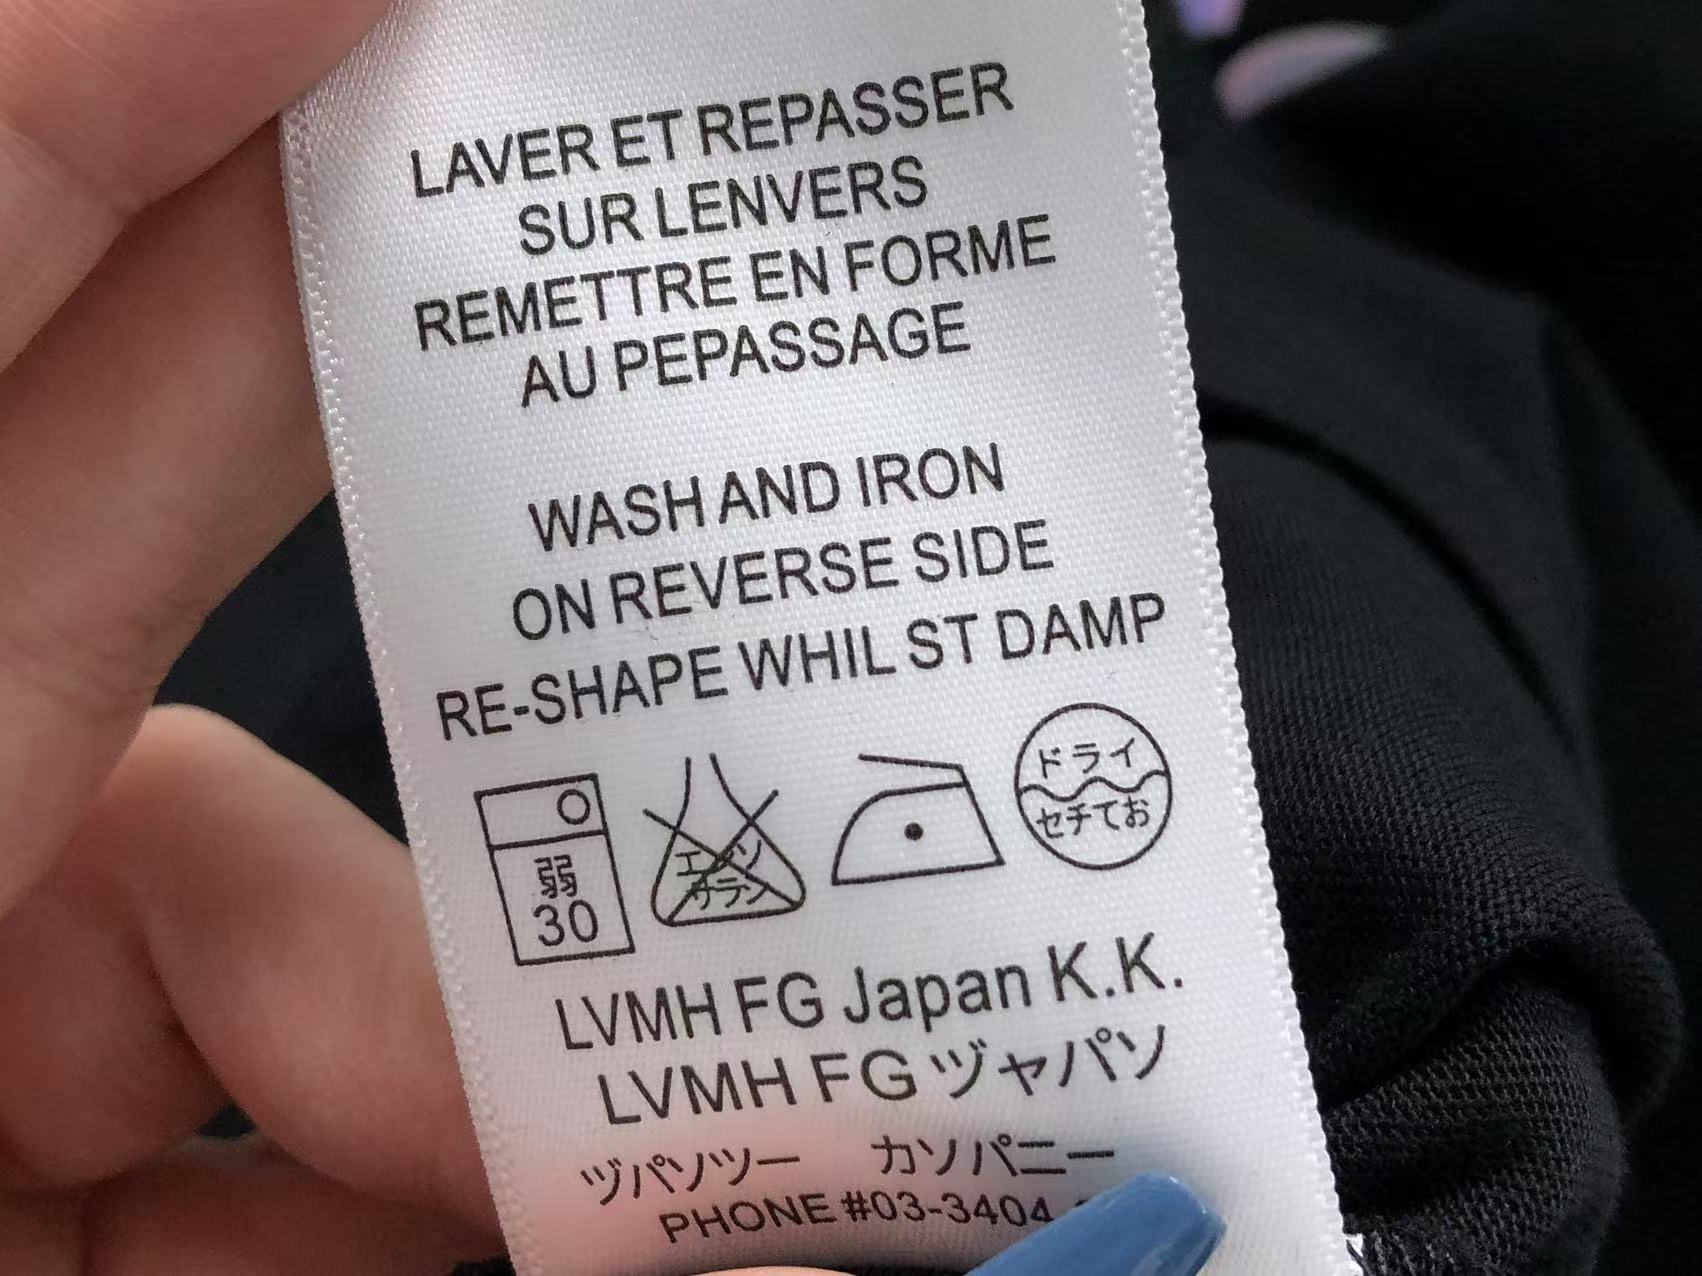 LAVER ET REPASSER
SUR LENVERS
REMETTRE EN FORME
AU PEPASSAGE
WASH AND IRON
ON REVERSE SIDE
RE-SHAPE WHILST DAMP
ドライ
セチてお
弱
30
LVMH FG Japan K.K.
LVMH FG ヅャパソ
ヅパソツー カソパニー
PHONE #03-3404